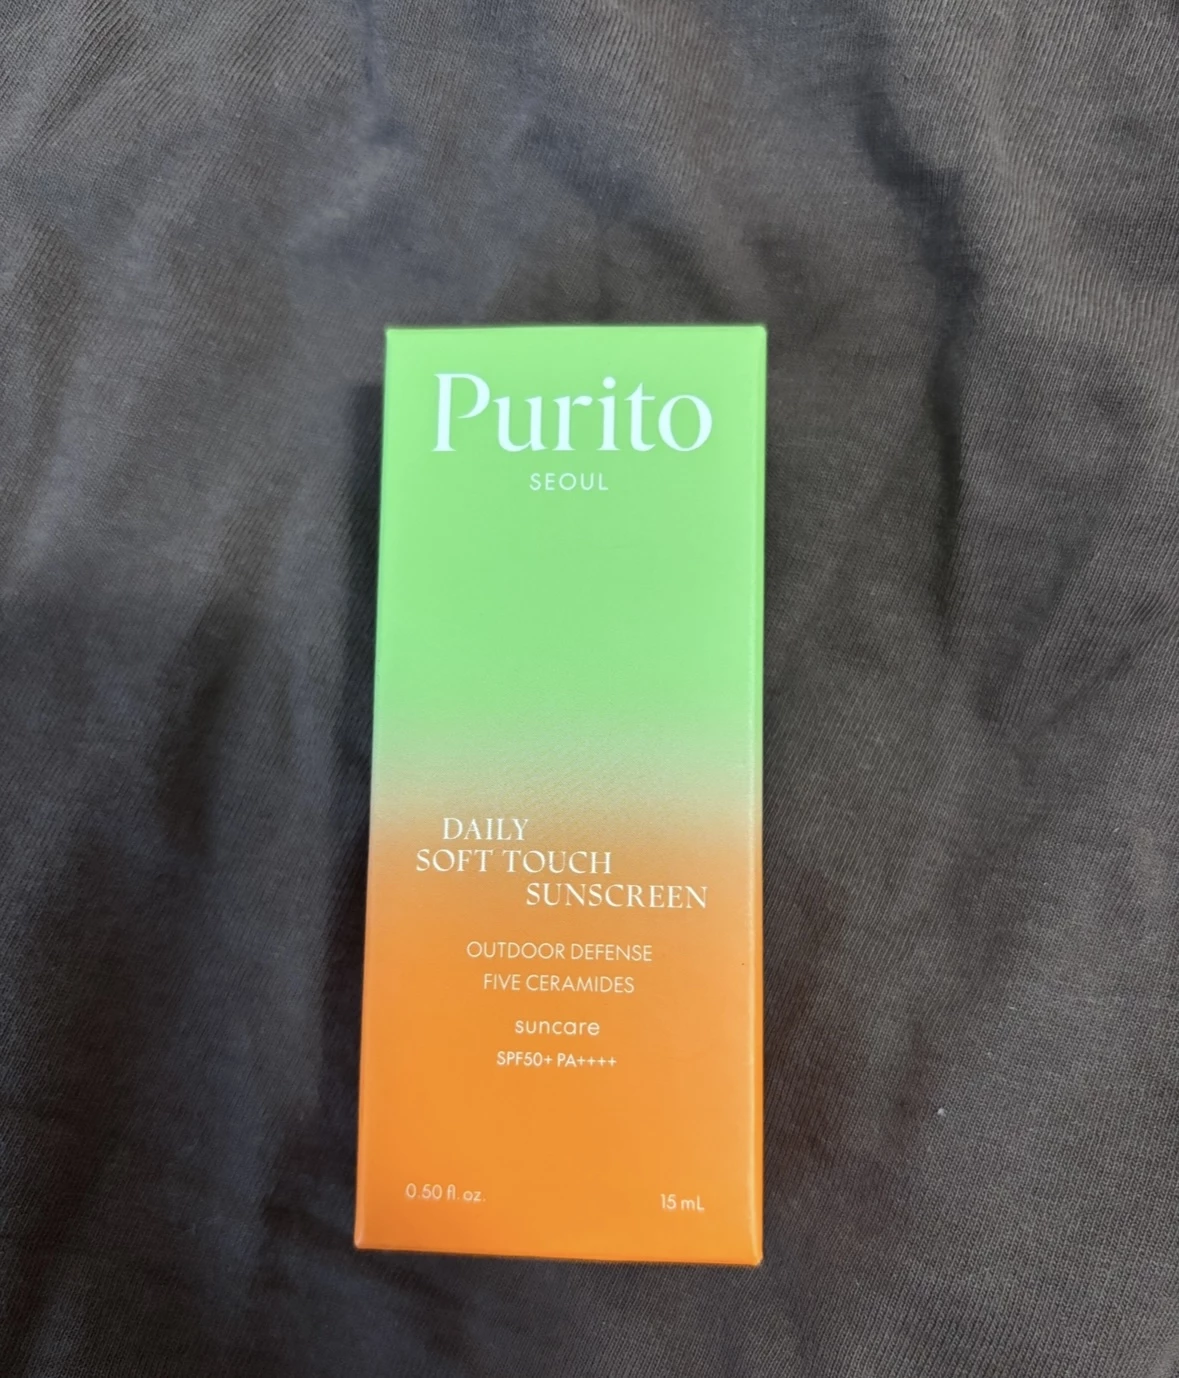 Purito
SEOUL
DAILY
SOFT TOUCH
SUNSCREEN
OUTDOOR DEFENSE
FIVE CERAMIDES
suncare
SPF50+ PA++++
0.50 fl. oz.
15 mL